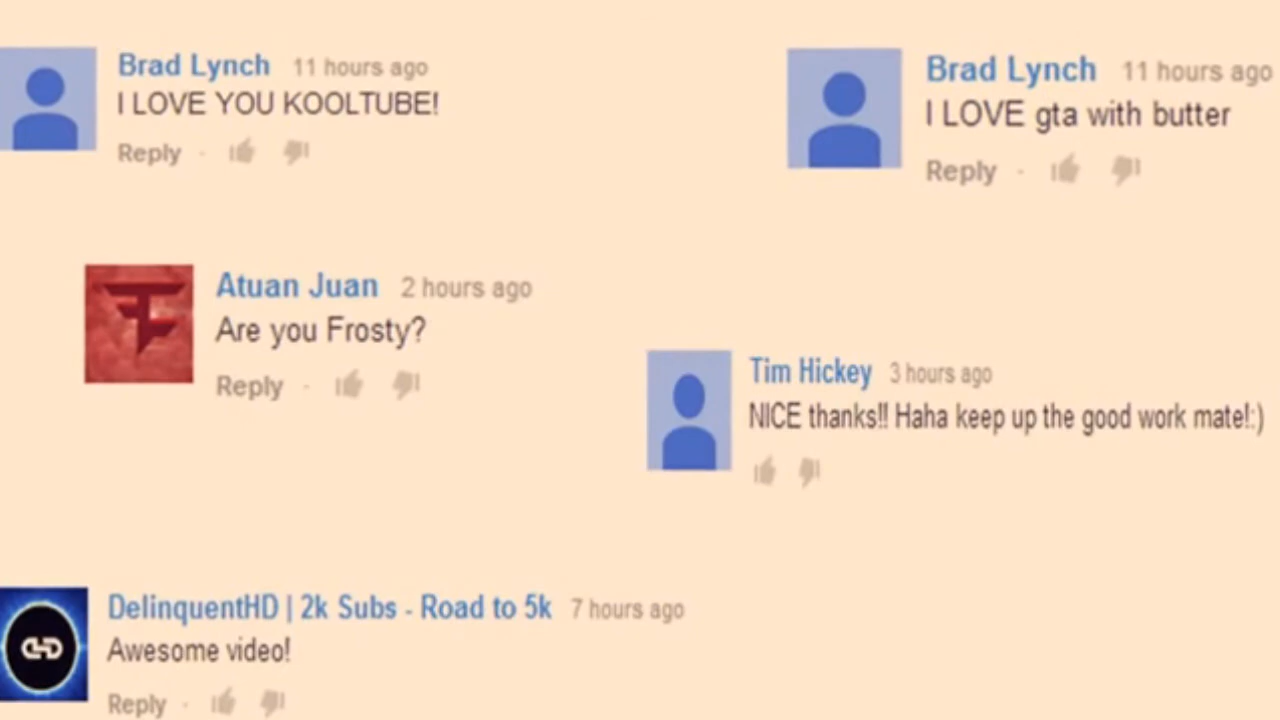 Brad Lynch 11 hours ago
I LOVE YOU KOOLTUBE!
Reply
Brad Lynch 11 hours ago
I LOVE gta with butter
Reply
Atuan Juan 2 hours ago
Are you Frosty?
Reply
Tim Hickey 3 hours ago
NICE thanks!! Haha keep up the good work mate!:)
DelinquentHD | 2k Subs - Road to 5k 7 hours ago
Awesome video!
Reply